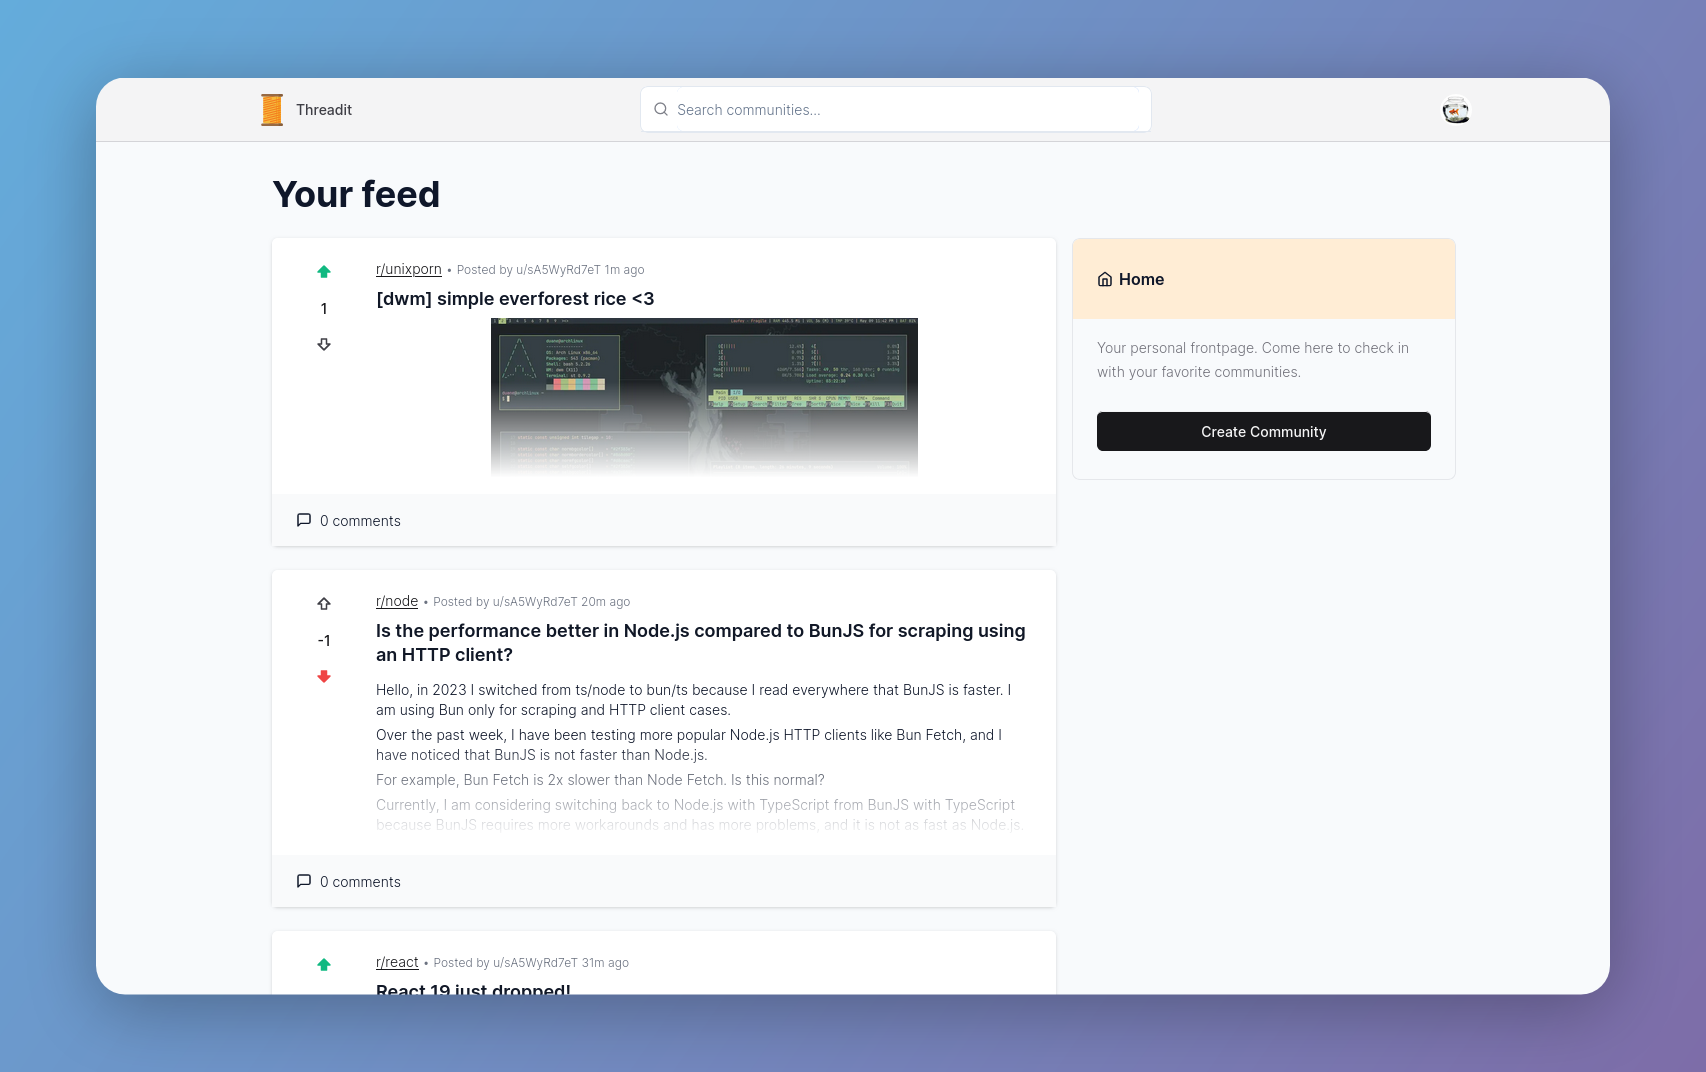 Threadit
Search communities...
Your feed
r/unixporn • Posted by u/sA5WyRd7eT 1m ago
1
[dwm] simple everforest rice <3
0 comments
r/node • Posted by u/sA5WyRd7eT 20m ago
-1
Is the performance better in Node.js compared to BunJS for scraping using
an HTTP client?
Hello, in 2023 I switched from ts/node to bun/ts because I read everywhere that BunJS is faster. I
am using Bun only for scraping and HTTP client cases.
Over the past week, I have been testing more popular Node.js HTTP clients like Bun Fetch, and I
have noticed that BunJS is not faster than Node.js.
For example, Bun Fetch is 2x slower than Node Fetch. Is this normal?
Currently, I am considering switching back to Node.js with TypeScript from BunJS with TypeScript
because BunJS requires more workarounds and has more problems, and it is not as fast as Node.js.
0 comments
r/react • Posted by u/sA5WyRd7eT 31m ago
React 19 just dropped!
Home
Your personal frontpage. Come here to check in
with your favorite communities.
Create Community